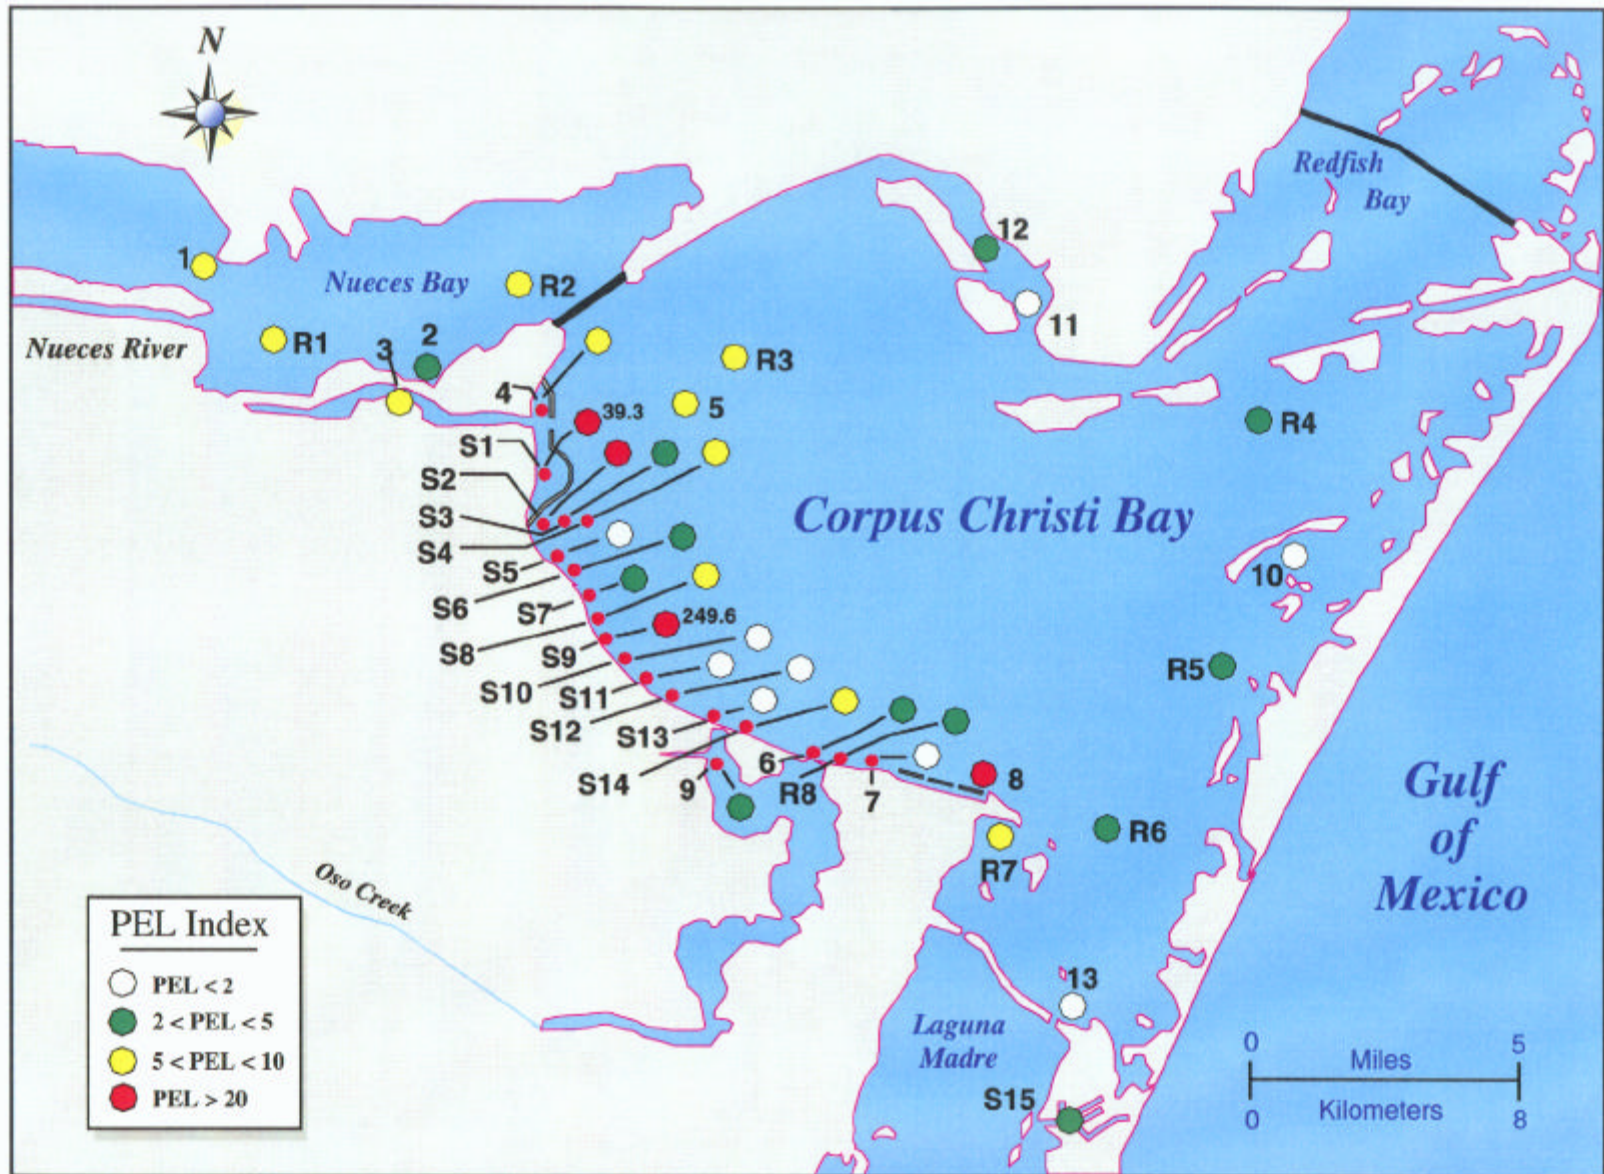 N
Redfish
Bay
12
1
Nueces Bay
R2
11
Nueces River
R1
3
2
R3
4
39.3
5
R4
S1
S2
Corpus Christi Bay
S3
S4
S5
10
S6
S7
249.6
S8
S9
R5
S10
S11
S12
S13
6
S14
9
R8
7
8
Gulf
of
Mexico
R6
R7
Oso Creek
PEL Index
PEL < 2
2 < PEL < 5
5 < PEL < 10
PEL > 20
13
Laguna
Madre
S15
0
5
Miles
Kilometers
0
8